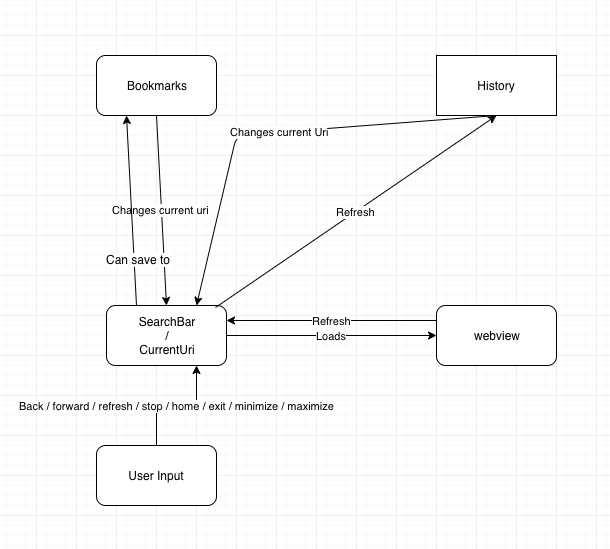 Bookmarks
History
Changes current Uri
Changes current uri
Refresh
Can save to
SearchBar
/
CurrentUri
Refresh
Loads
webview
Back / forward / refresh / stop / home / exit / minimize / maximize
User Input